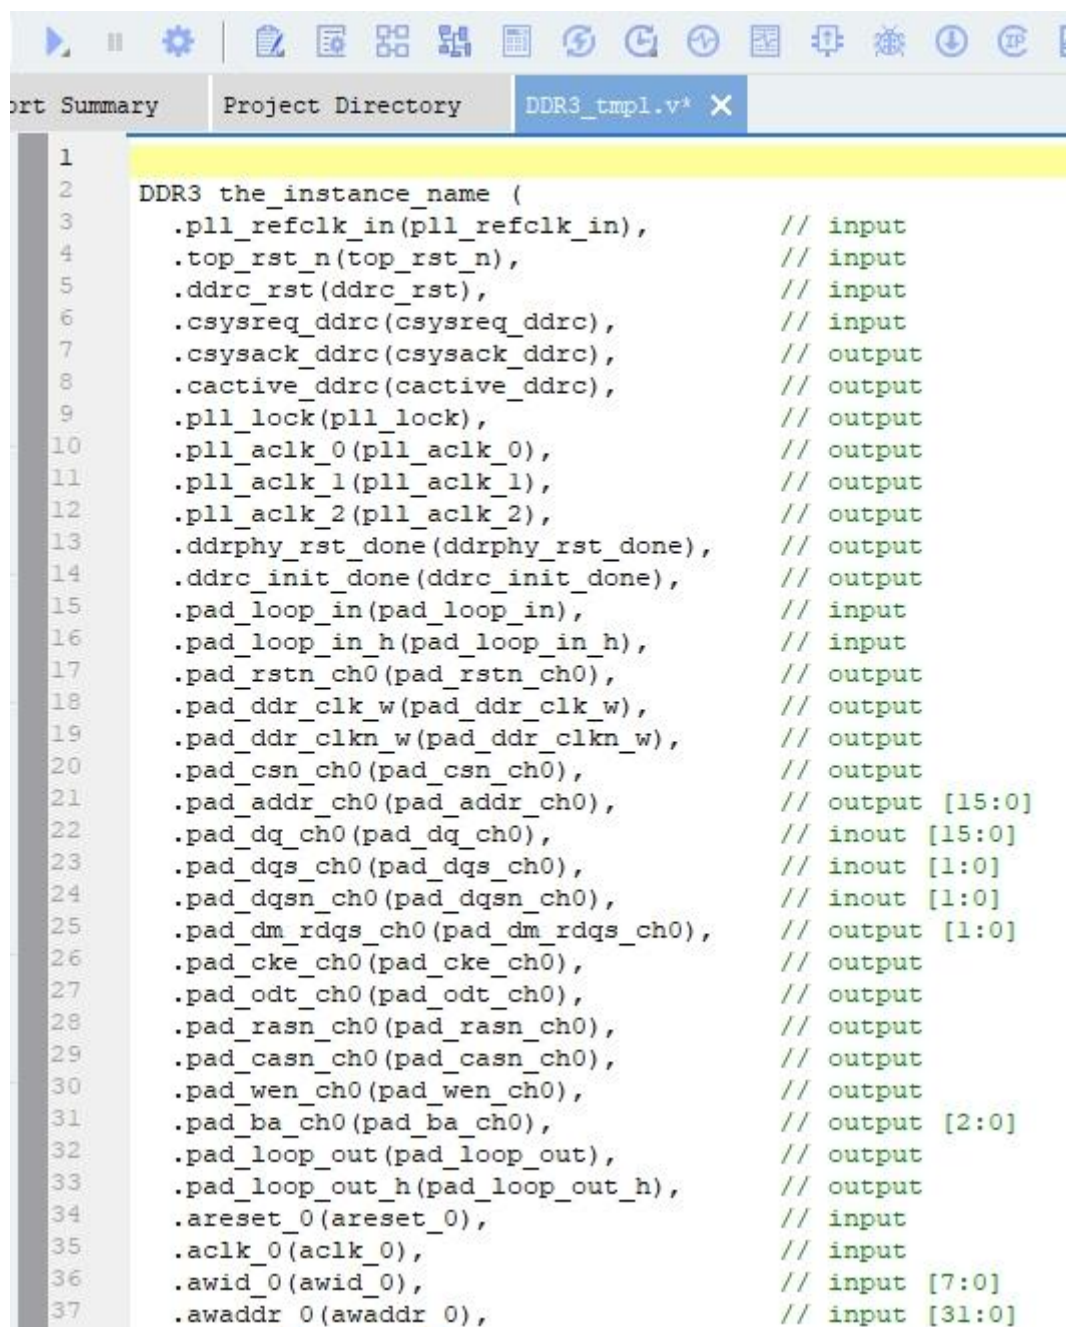 IP
ort Summary Project Directory DDR3_tmpl.v*
1
2 DDR3 the_instance_name (
3 .pll_refclk_in(pll_refclk_in), // input
4 .top_rst_n(top_rst_n), // input
5 .ddrc_rst(ddrc_rst), // input
6 .csysreq_ddrc(csysreq_ddrc), // input
7 .csysack_ddrc(csysack_ddrc), // output
8 .cactive_ddrc(cactive_ddrc), // output
9 .pll_lock(pll_lock), // output
10 .pll_aclk_0(pll_aclk_0), // output
11 .pll_aclk_1(pll_aclk_1), // output
12 .pll_aclk_2(pll_aclk_2), // output
13 .ddrphy_rst_done(ddrphy_rst_done), // output
14 .ddrc_init_done(ddrc_init_done), // output
15 .pad_loop_in(pad_loop_in), // input
16 .pad_loop_in_h(pad_loop_in_h), // input
17 .pad_rstn_ch0(pad_rstn_ch0), // output
18 .pad_ddr_clk_w(pad_ddr_clk_w), // output
19 .pad_ddr_clkn_w(pad_ddr_clkn_w), // output
20 .pad_csn_ch0(pad_csn_ch0), // output
21 .pad_addr_ch0(pad_addr_ch0), // output [15:0]
22 .pad_dq_ch0(pad_dq_ch0), // inout [15:0]
23 .pad_dqs_ch0(pad_dqs_ch0), // inout [1:0]
24 .pad_dqsn_ch0(pad_dqsn_ch0), // inout [1:0]
25 .pad_dm_rdqs_ch0(pad_dm_rdqs_ch0), // output [1:0]
26 .pad_cke_ch0(pad_cke_ch0), // output
27 .pad_odt_ch0(pad_odt_ch0), // output
28 .pad_rasn_ch0(pad_rasn_ch0), // output
29 .pad_casn_ch0(pad_casn_ch0), // output
30 .pad_wen_ch0(pad_wen_ch0), // output
31 .pad_ba_ch0(pad_ba_ch0), // output [2:0]
32 .pad_loop_out(pad_loop_out), // output
33 .pad_loop_out_h(pad_loop_out_h), // output
34 .areset_0(areset_0), // input
35 .aclk_0(aclk_0), // input
36 .awid_0(awid_0), // input [7:0]
37 .awaddr_0(awaddr_0), // input [31:0]